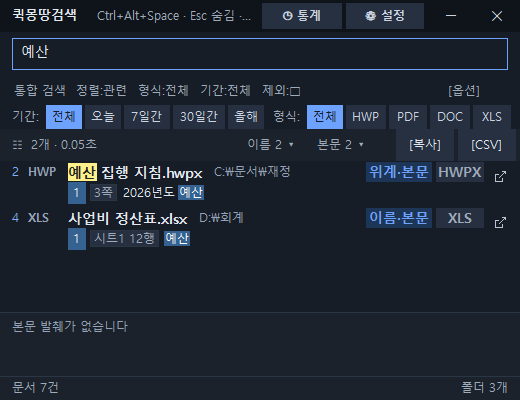 퀵몽땅검색 Ctrl+Alt+Space · Esc 숨김 ·... 통계 설정
예산
통합 검색 정렬:관련 형식:전체 기간:전체 제외:□ [옵션]
기간: 전체 오늘 7일간 30일간 올해 형식: 전체 HWP PDF DOC XLS
2개 · 0.05초 이름 2 ▾ 본문 2 ▾ [복사] [CSV]
2 HWP 예산 집행 지침.hwpx C:₩문서₩재정 위계·본문 HWPX
1 3쪽 2026년도 예산
4 XLS 사업비 정산표.xlsx D:₩회계 이름·본문 XLS
1 시트1 12행 예산
본문 발췌가 없습니다
문서 7건 폴더 3개